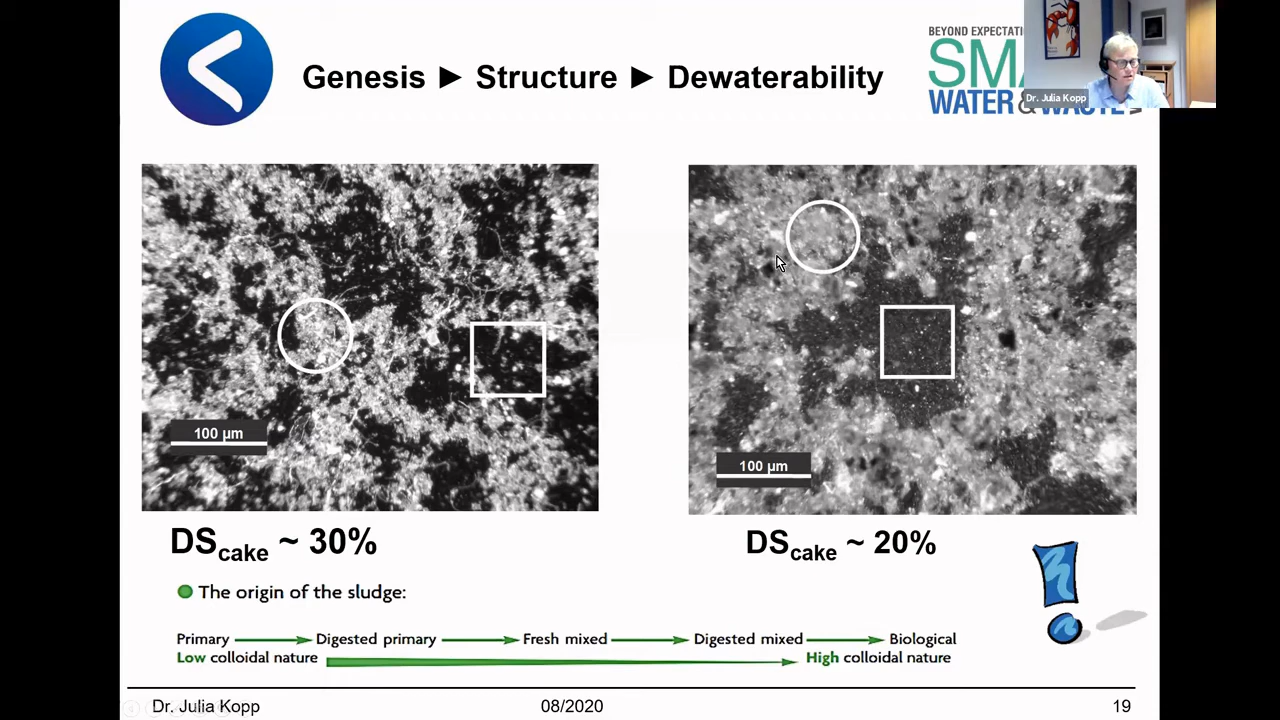 Genesis ► Structure ► Dewaterability
BEYOND EXPECTATI
SMA
WATER & WASTE
Dr. Julia Kopp
100 µm
100 µm
DScake ~ 30%
DScake ~ 20%
The origin of the sludge:
Primary Digested primary Fresh mixed Digested mixed Biological
Low colloidal nature High colloidal nature
Dr. Julia Kopp 08/2020 19